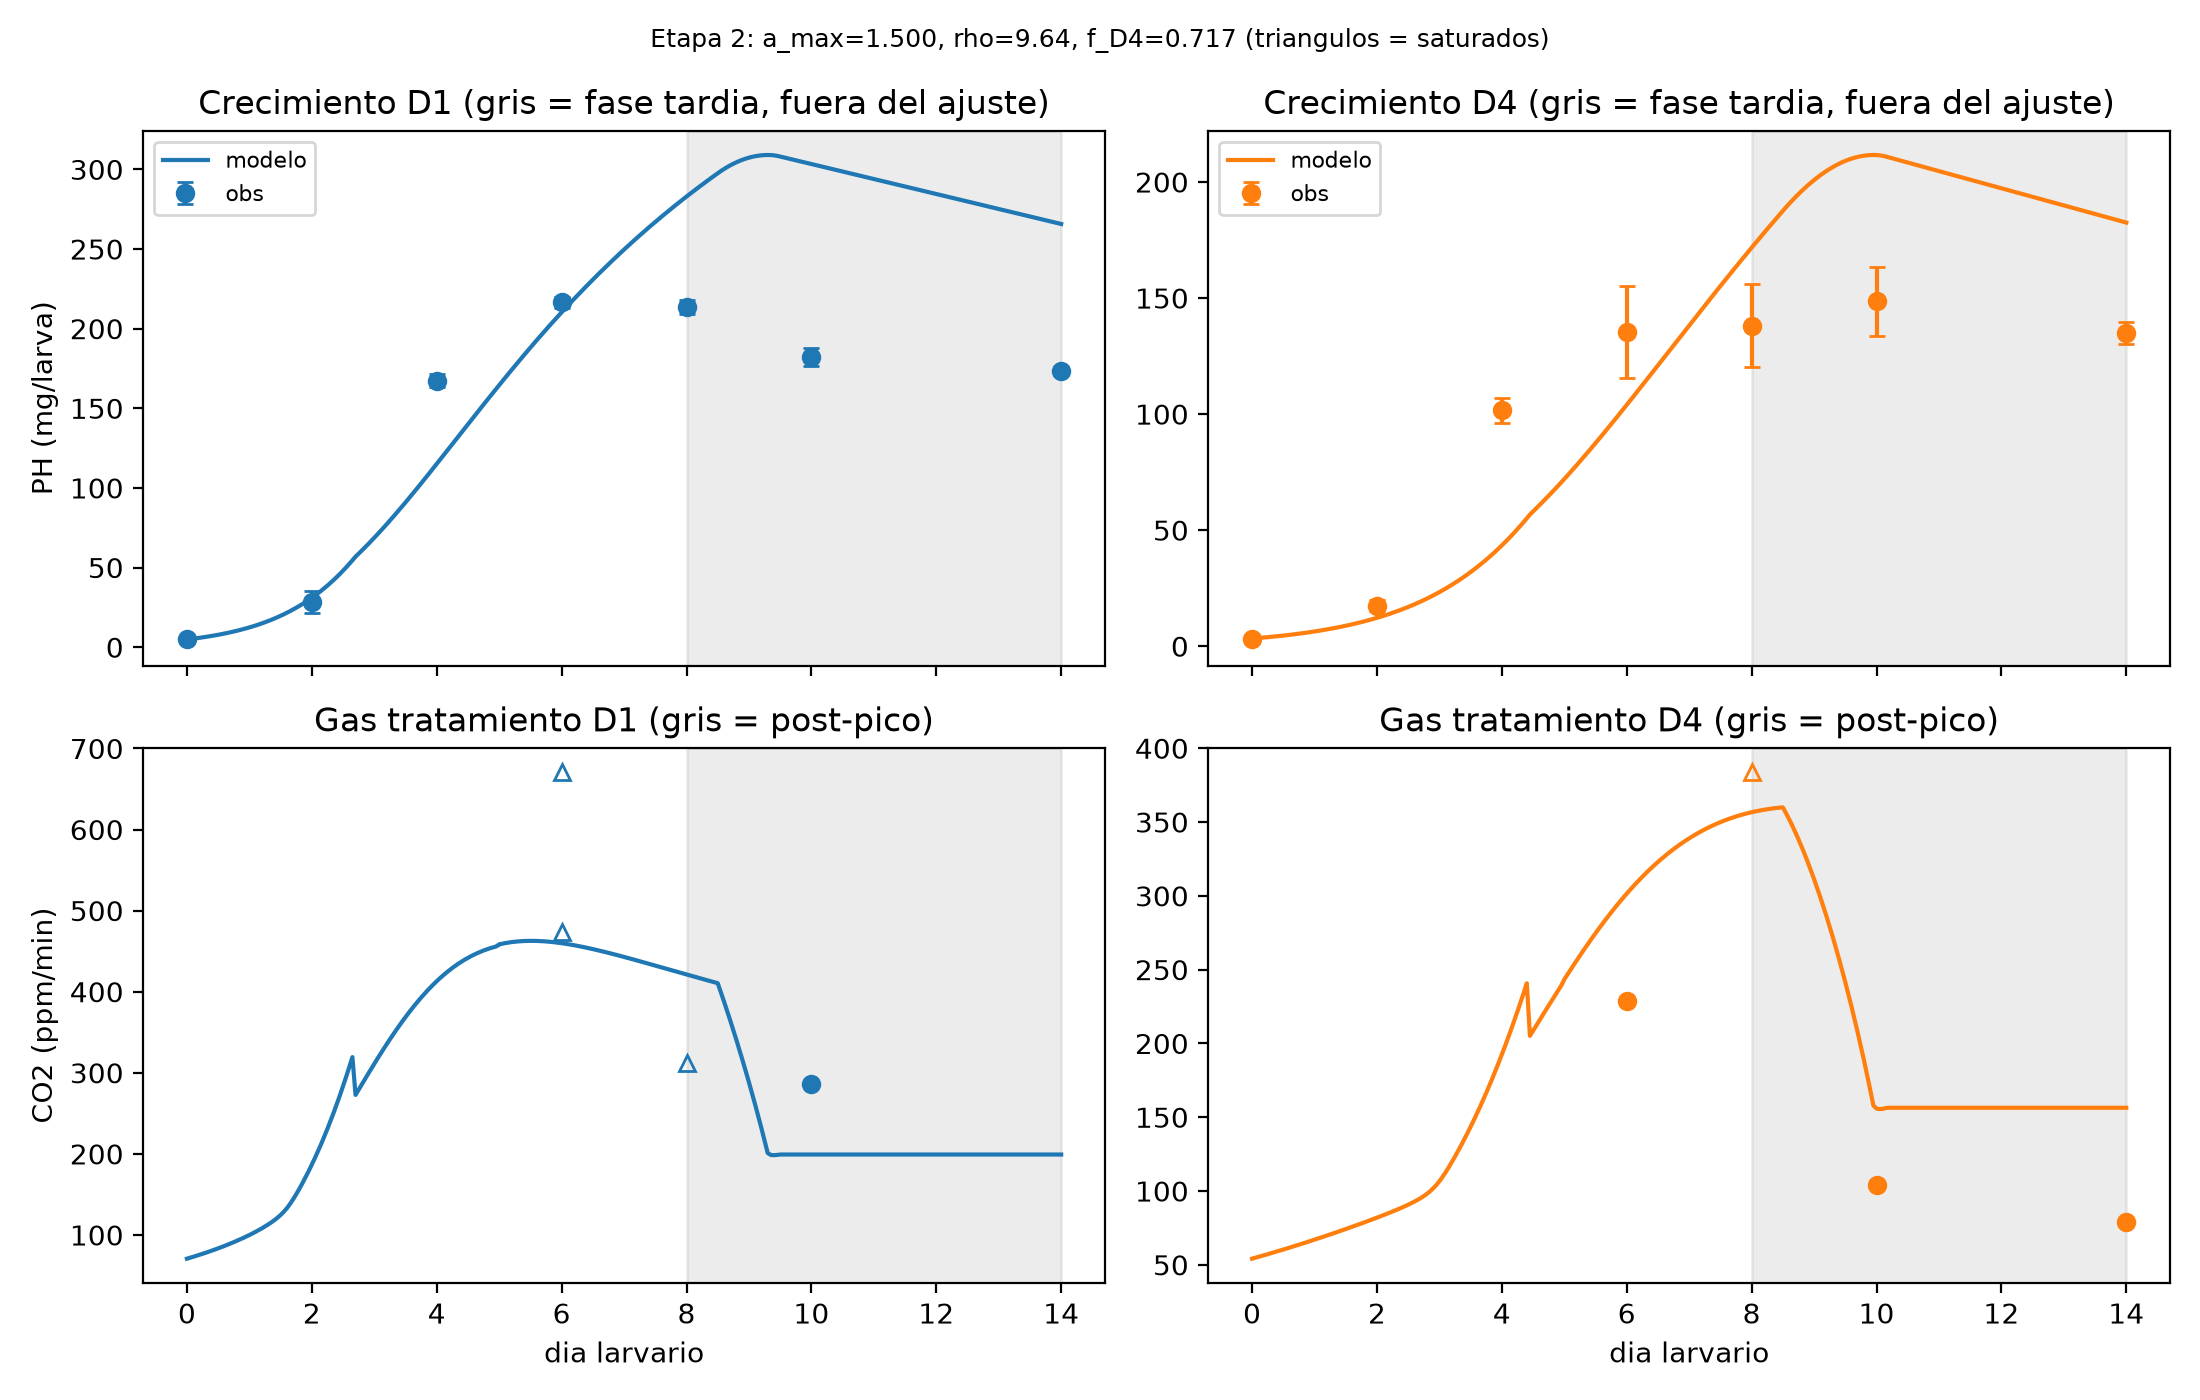 Etapa 2: a_max=1.500, rho=9.64, f_D4=0.717 (triangulos = saturados)
Crecimiento D1 (gris = fase tardia, fuera del ajuste)
modelo
obs
300
250
200
150
100
50
0
PH (mg/larva)
Crecimiento D4 (gris = fase tardia, fuera del ajuste)
modelo
obs
200
150
100
50
0
Gas tratamiento D1 (gris = post-pico)
700
600
500
400
300
200
100
CO2 (ppm/min)
0 2 4 6 8 10 12 14
dia larvario
Gas tratamiento D4 (gris = post-pico)
400
350
300
250
200
150
100
50
0 2 4 6 8 10 12 14
dia larvario